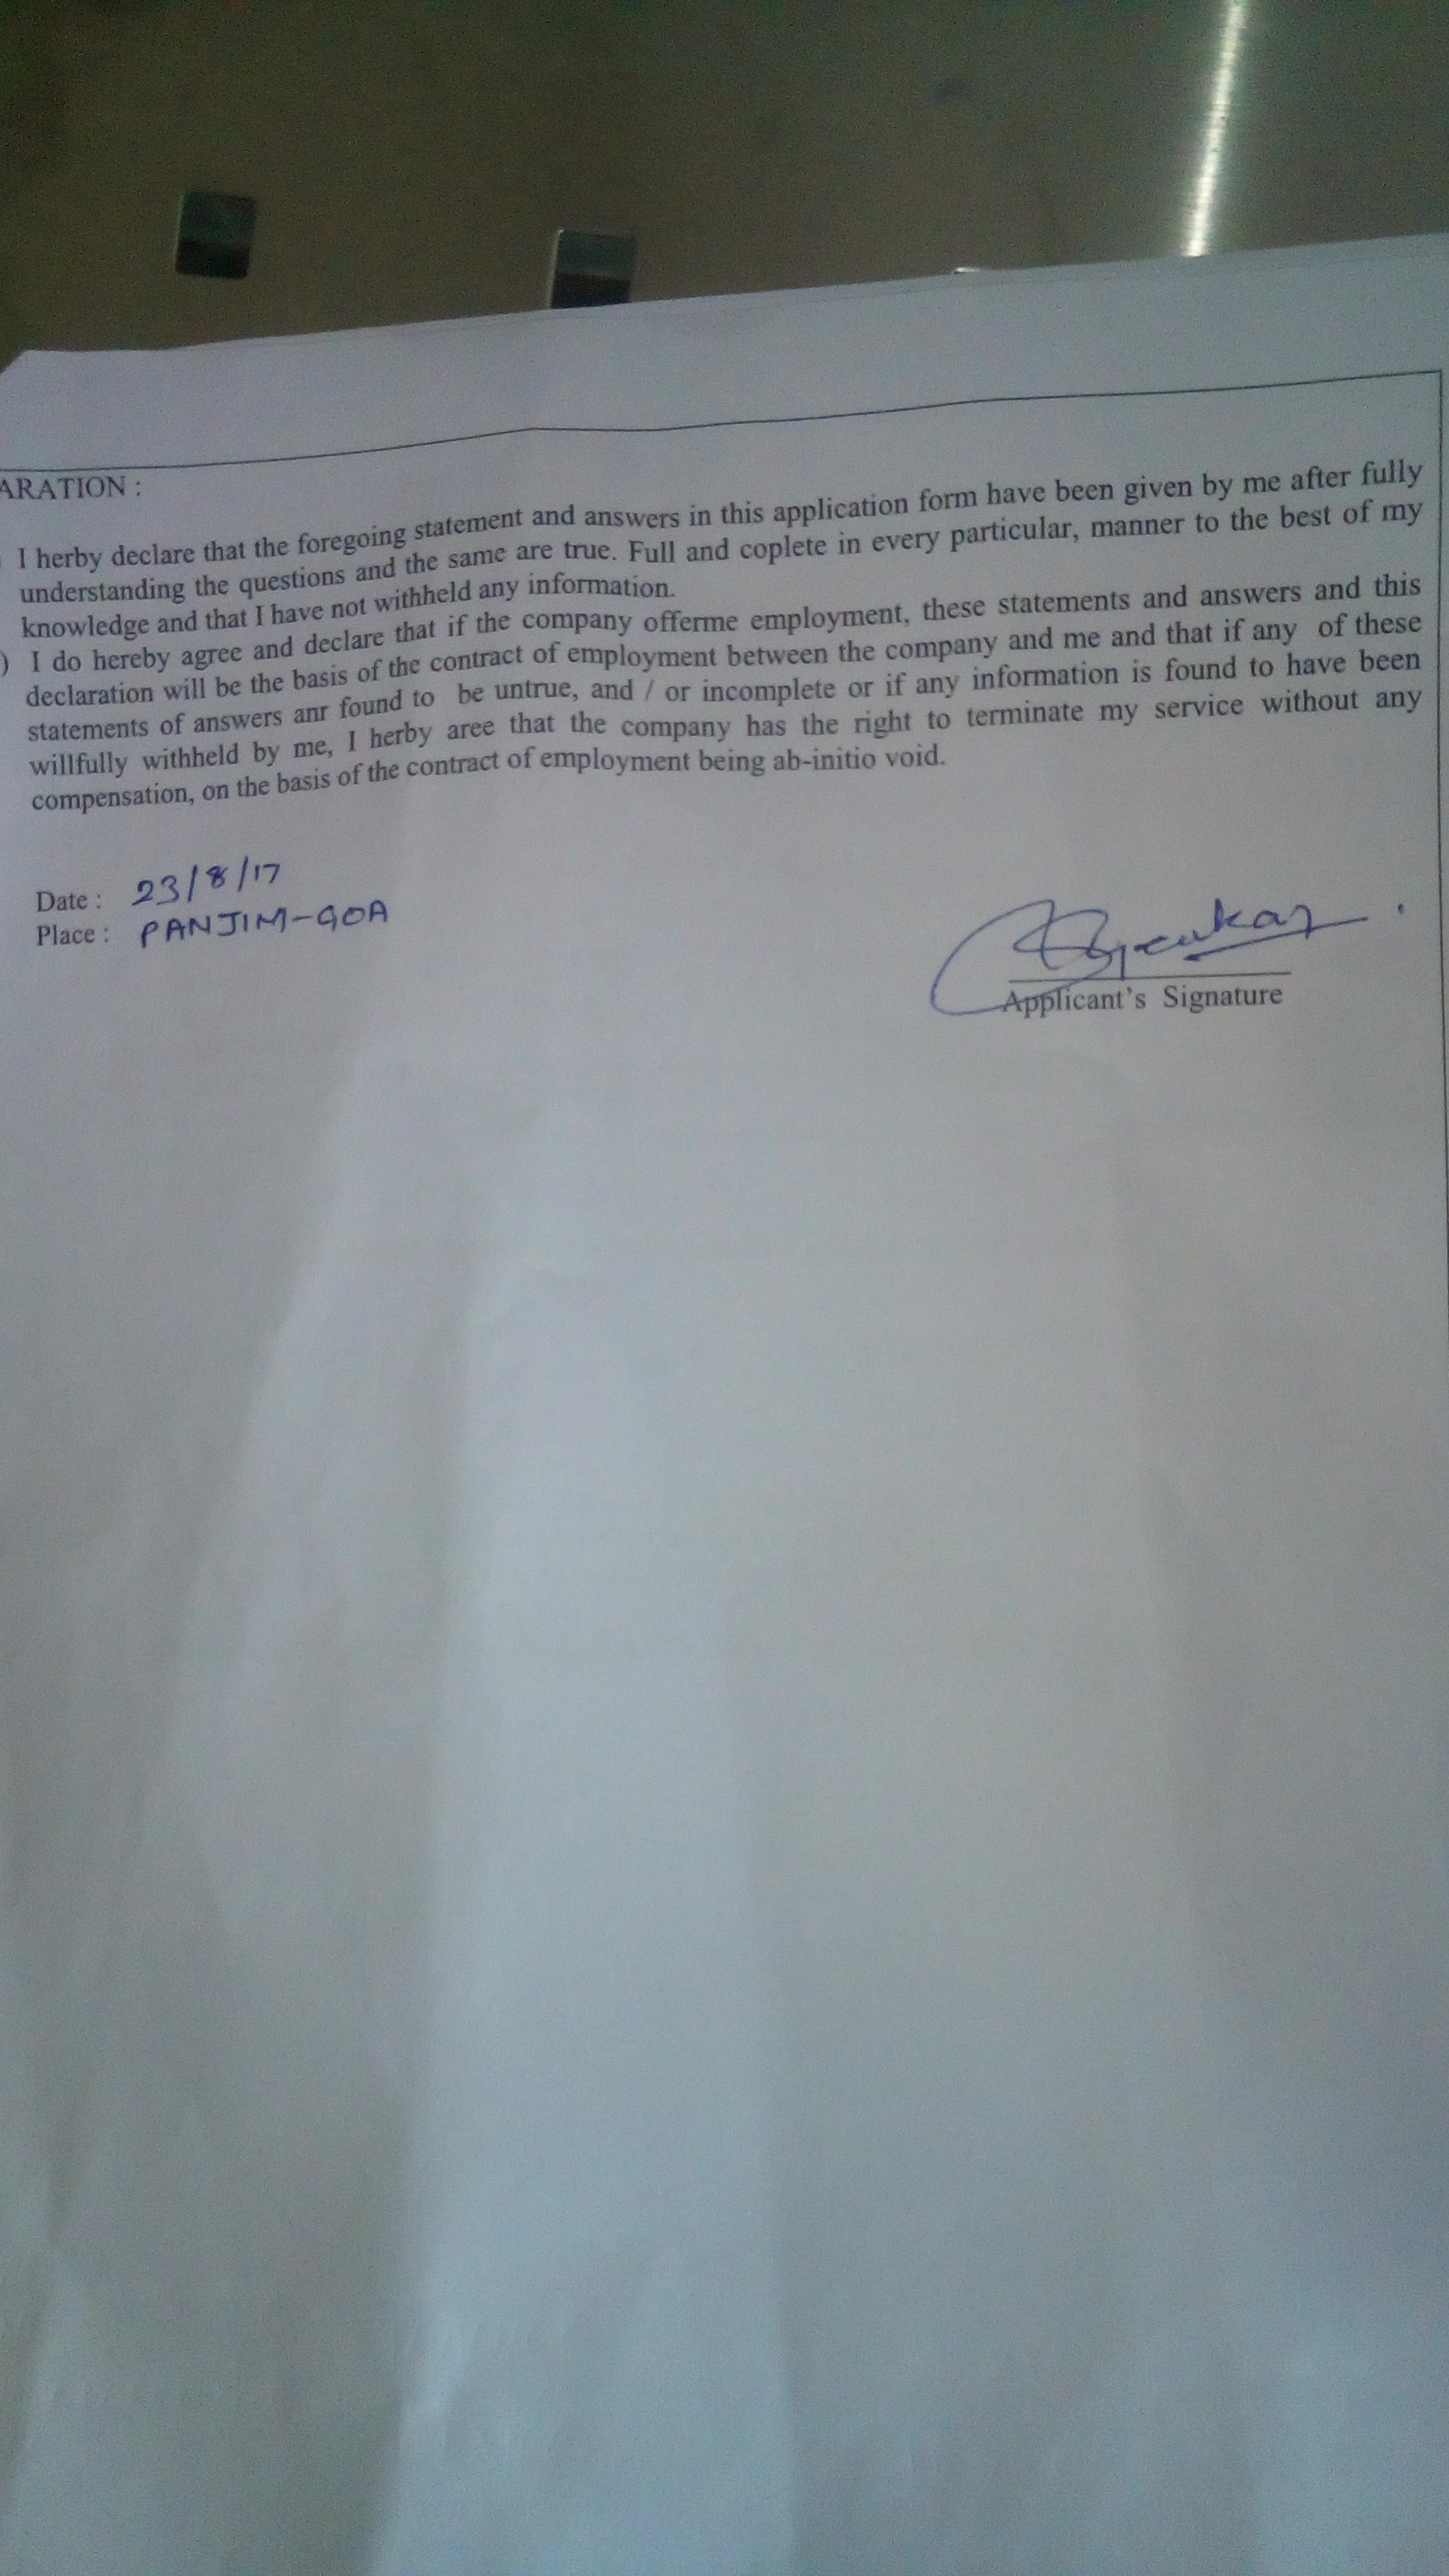 ARATION :
I herby declare that the foregoing statement and answers in this application form have been given by me after fully
understanding the questions and the same are true. Full and coplete in every particular, manner to the best of my
knowledge and that I have not withheld any information.
) I do hereby agree and declare that if the company offerme employment, these statements and answers and this
declaration will be the basis of the contract of employment between the company and me and that if any of these
statements of answers anr found to be untrue, and / or incomplete or if any information is found to have been
willfully withheld by me, I herby aree that the company has the right to terminate my service without any
compensation, on the basis of the contract of employment being ab-initio void.
Date : 23/8/17
Place : PANJIM-GOA
Applicant's Signature